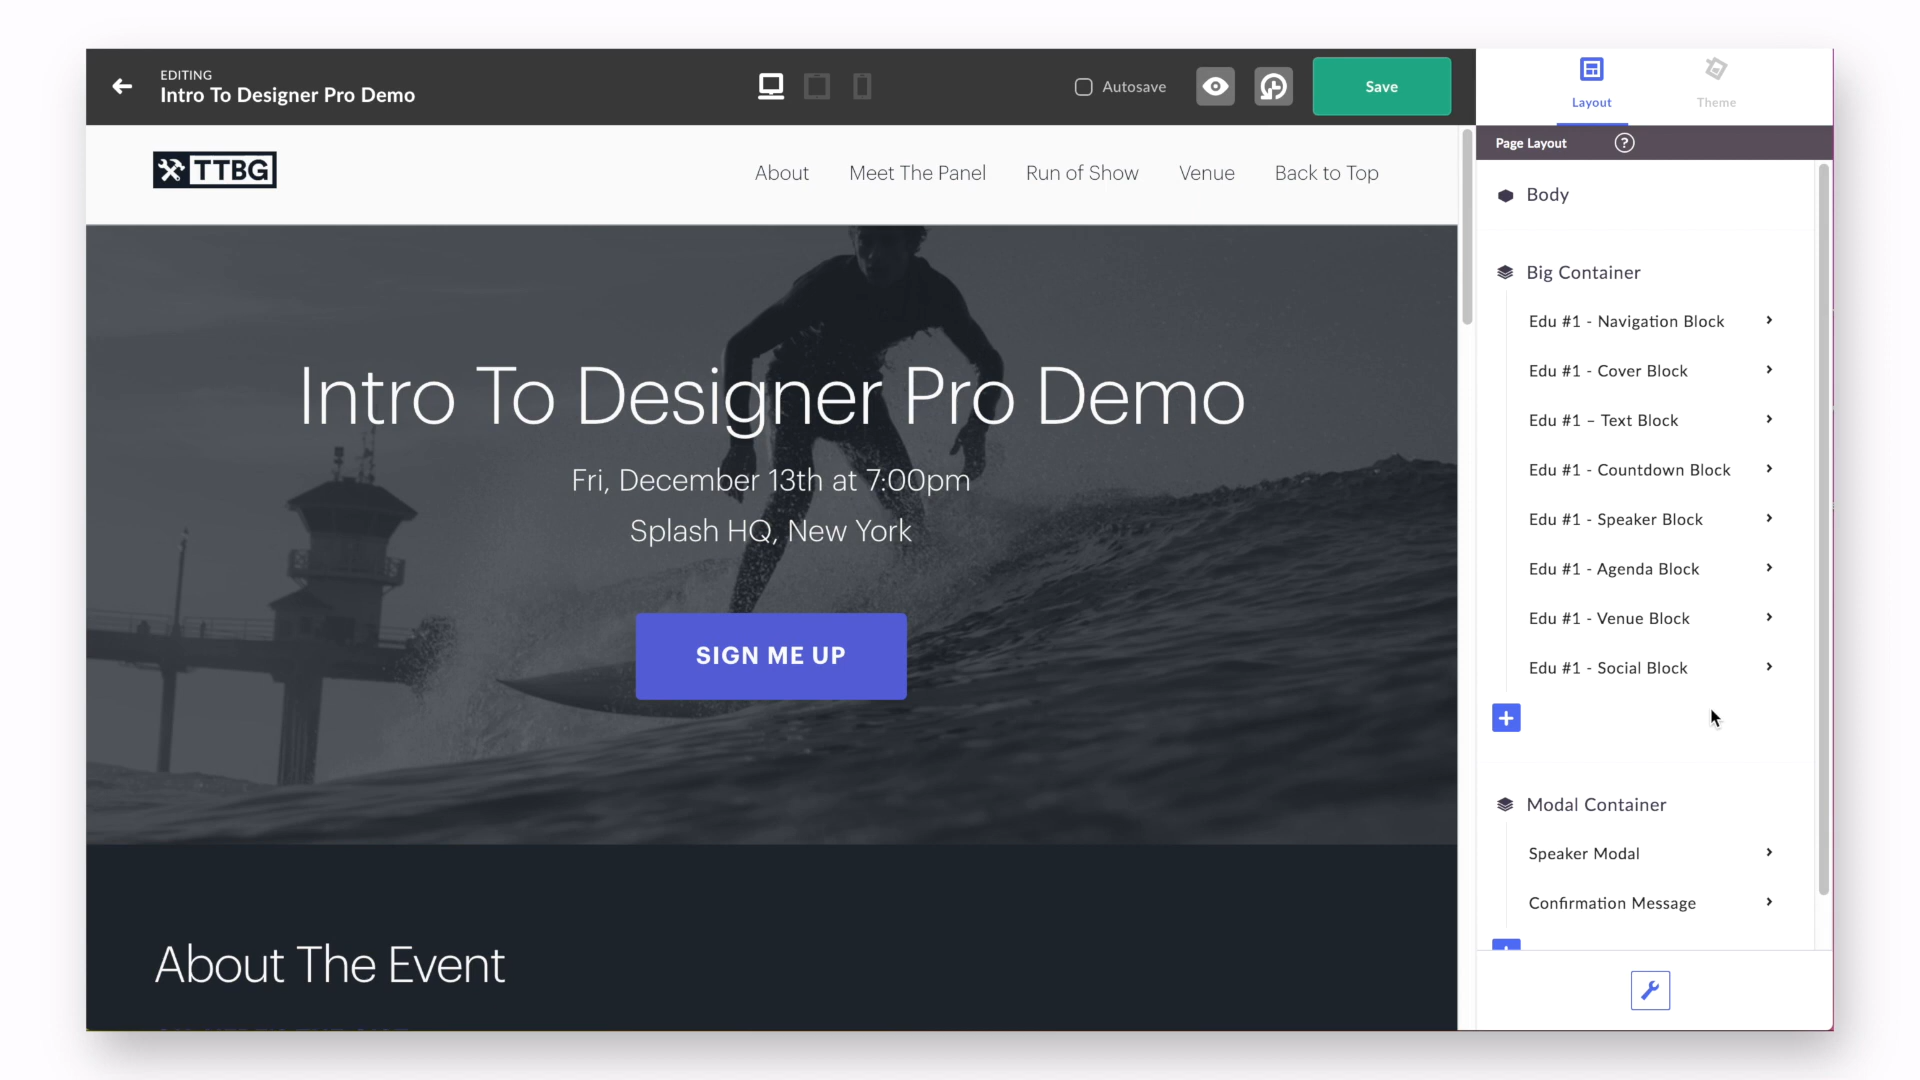 EDITING
Intro To Designer Pro Demo
Autosave
Save
Layout
Theme
Page Layout
?
TTBG
About
Meet The Panel
Run of Show
Venue
Back to Top
Intro To Designer Pro Demo
Fri, December 13th at 7:00pm
Splash HQ, New York
SIGN ME UP
About The Event
Body
Big Container
Edu #1 - Navigation Block
Edu #1 - Cover Block
Edu #1 – Text Block
Edu #1 - Countdown Block
Edu #1 - Speaker Block
Edu #1 - Agenda Block
Edu #1 - Venue Block
Edu #1 - Social Block
Modal Container
Speaker Modal
Confirmation Message